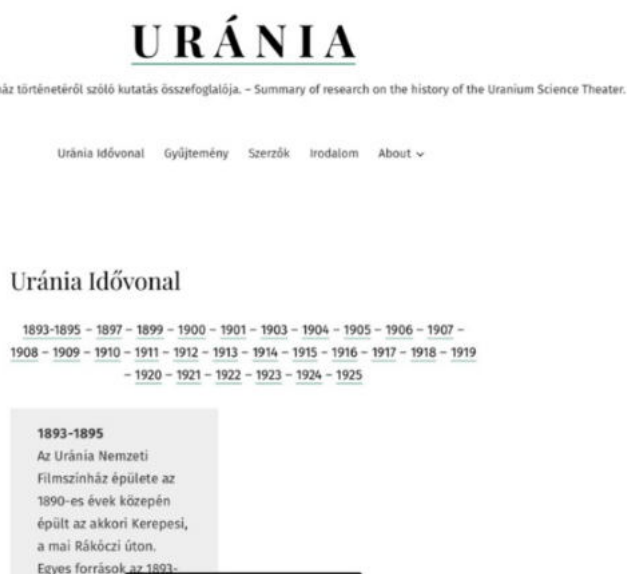 URÁNIA
ház történetéről szóló kutatás összefoglalója. – Summary of research on the history of the Uranium Science Theater.
Uránia Idővonal Gyűjtemény Szerzők Irodalom About
Uránia Idővonal
1893-1895 – 1897 – 1899 – 1900 – 1901 – 1903 – 1904 – 1905 – 1906 – 1907 –
1908 – 1909 – 1910 – 1911 – 1912 – 1913 – 1914 – 1915 – 1916 – 1917 – 1918 – 1919
– 1920 – 1921 – 1922 – 1923 – 1924 – 1925
1893-1895
Az Uránia Nemzeti
Filmszínház épülete az
1890-es évek közepén
épült az akkori Kerepesi,
a mai Rákóczi úton.
Egyes források az 1893-